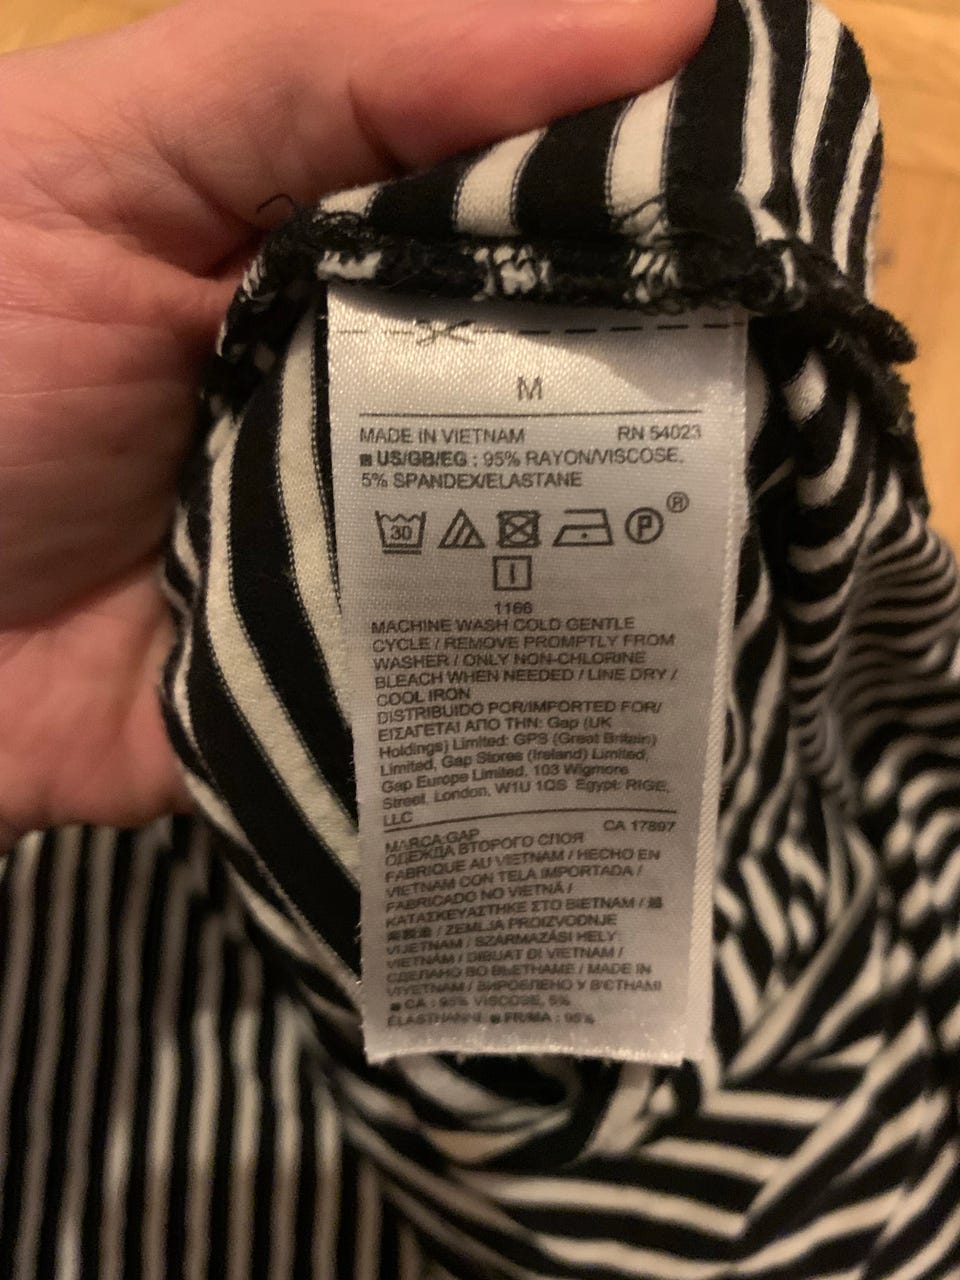 M
MADE IN VIETNAM RN 54023
US/GB/EG : 95% RAYON/VISCOSE,
5% SPANDEX/ELASTANE
30 P ®
1166
MACHINE WASH COLD GENTLE
CYCLE / REMOVE PROMPTLY FROM
WASHER / ONLY NON-CHLORINE
BLEACH WHEN NEEDED / LINE DRY /
COOL IRON
DISTRIBUIDO POR/IMPORTED FOR/
ΕΙΣΑΓΕΤΑΙ ΑΠΟ ΤΗΝ: Gap (UK
Holdings) Limited: GPS (Great Britain)
Limited, Gap Stores (Ireland) Limited,
Gap Europe Limited, 103 Wigmore
Street, London, W1U 1QS Egypt: RIGE,
LLC
MARCA:GAP CA 17897
ОДЕЖДА ВТОРОГО СЛОЯ
FABRIQUE AU VIETNAM / HECHO EN
VIETNAM CON TELA IMPORTADA /
FABRICADO NO VIETNÃ /
ΚΑΤΑΣΚΕΥΑΣΤΗΚΕ ΣΤΟ ΒΙΕΤΝΑΜ /
/ ZEMLJA PROIZVODNJE
VIJETNAM / SZÁRMAZÁSI HELY:
VIETNÁM / DIBUAT DI VIETNAM /
СДЕЛАНО ВО ВЬЕТНАМЕ / MADE IN
VIYETNAM / ВИРОБЛЕНО У В'ЄТНАМІ
CA : 95% VISCOSE, 5%
ELASTHANNE FR/MA : 95%